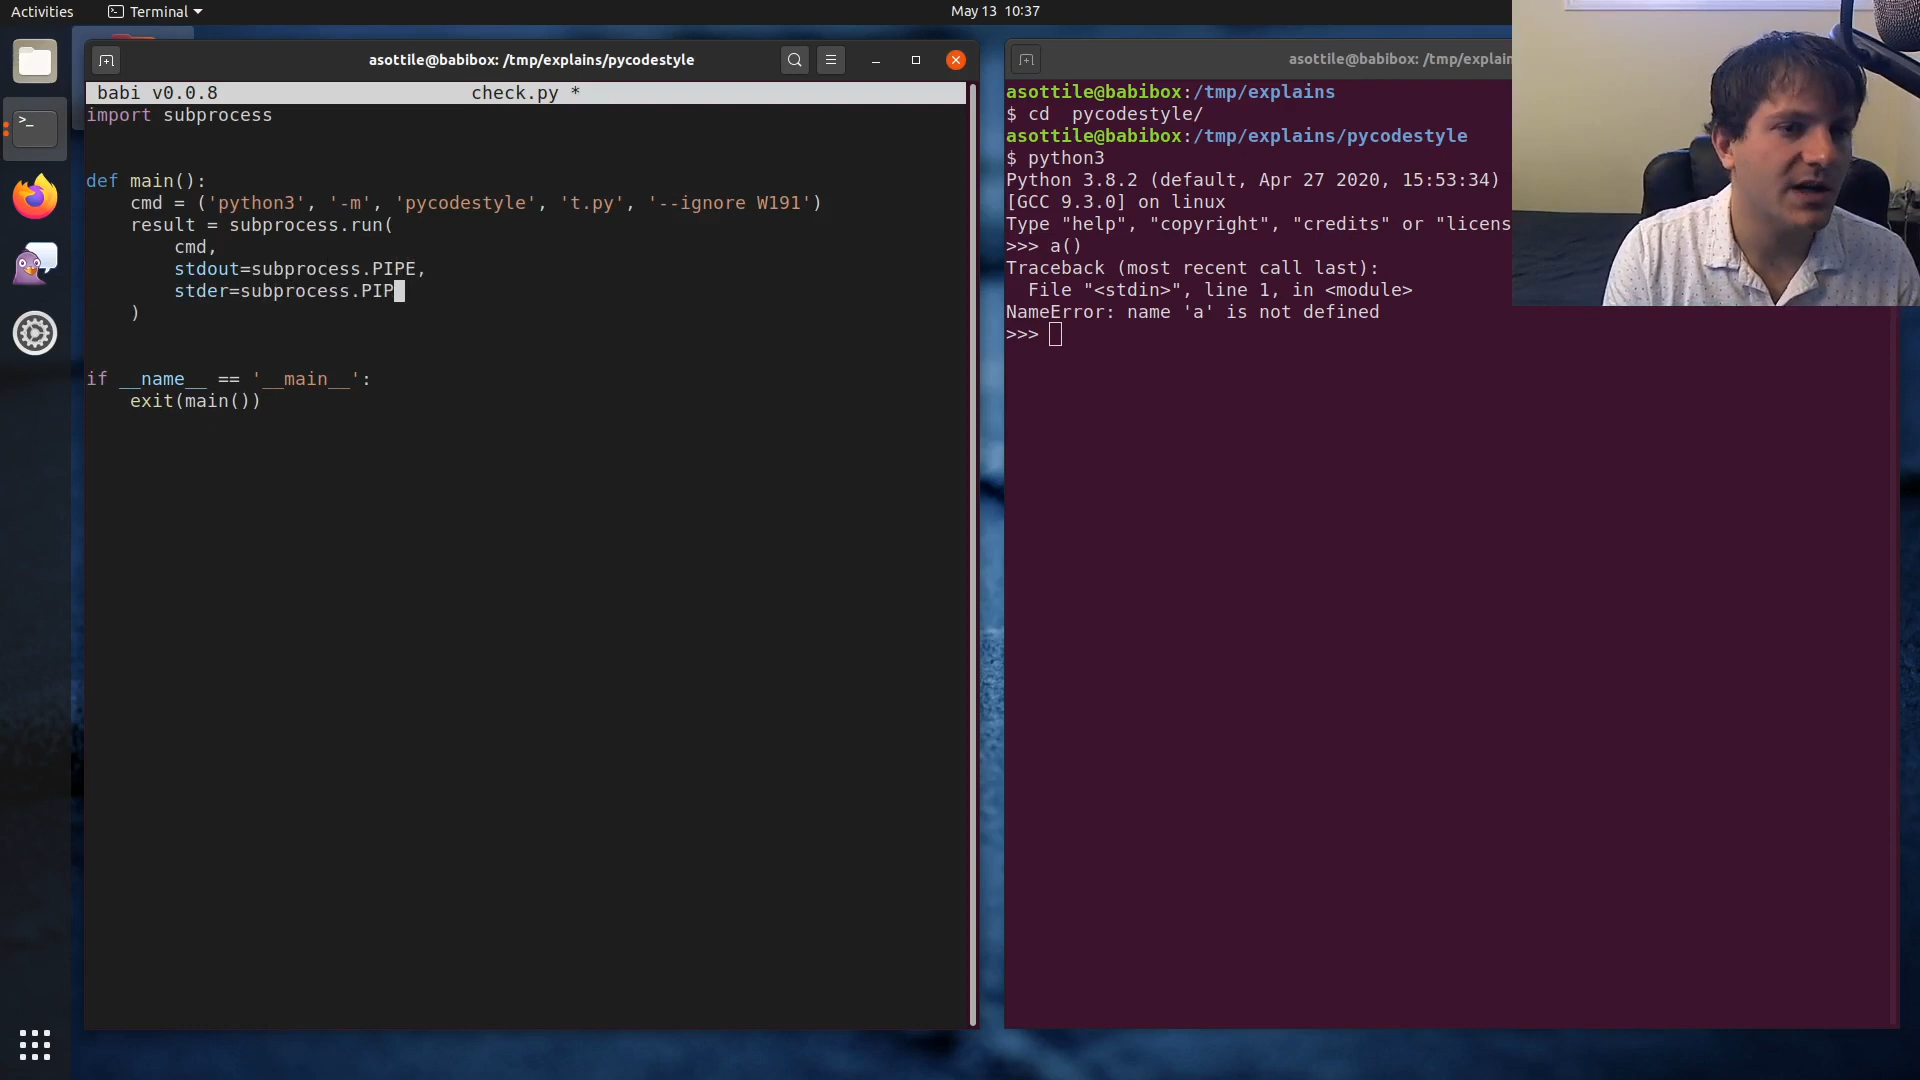 Activities
Terminal
May 13 10:37
asottile@babibox: /tmp/explains/pycodestyle
babi v0.0.8
check.py *
import subprocess
def main():
cmd = ('python3', '-m', 'pycodestyle', 't.py', '--ignore W191')
result = subprocess.run(
cmd,
stdout=subprocess.PIPE,
stder=subprocess.PIP
)
if __name__ == '__main__':
exit(main())
asottile@babibox: /tmp/explain
asottile@babibox:/tmp/explains
$ cd  pycodestyle/
asottile@babibox:/tmp/explains/pycodestyle
$ python3
Python 3.8.2 (default, Apr 27 2020, 15:53:34)
[GCC 9.3.0] on linux
Type "help", "copyright", "credits" or "licens
>>> a()
Traceback (most recent call last):
File "<stdin>", line 1, in <module>
NameError: name 'a' is not defined
>>>